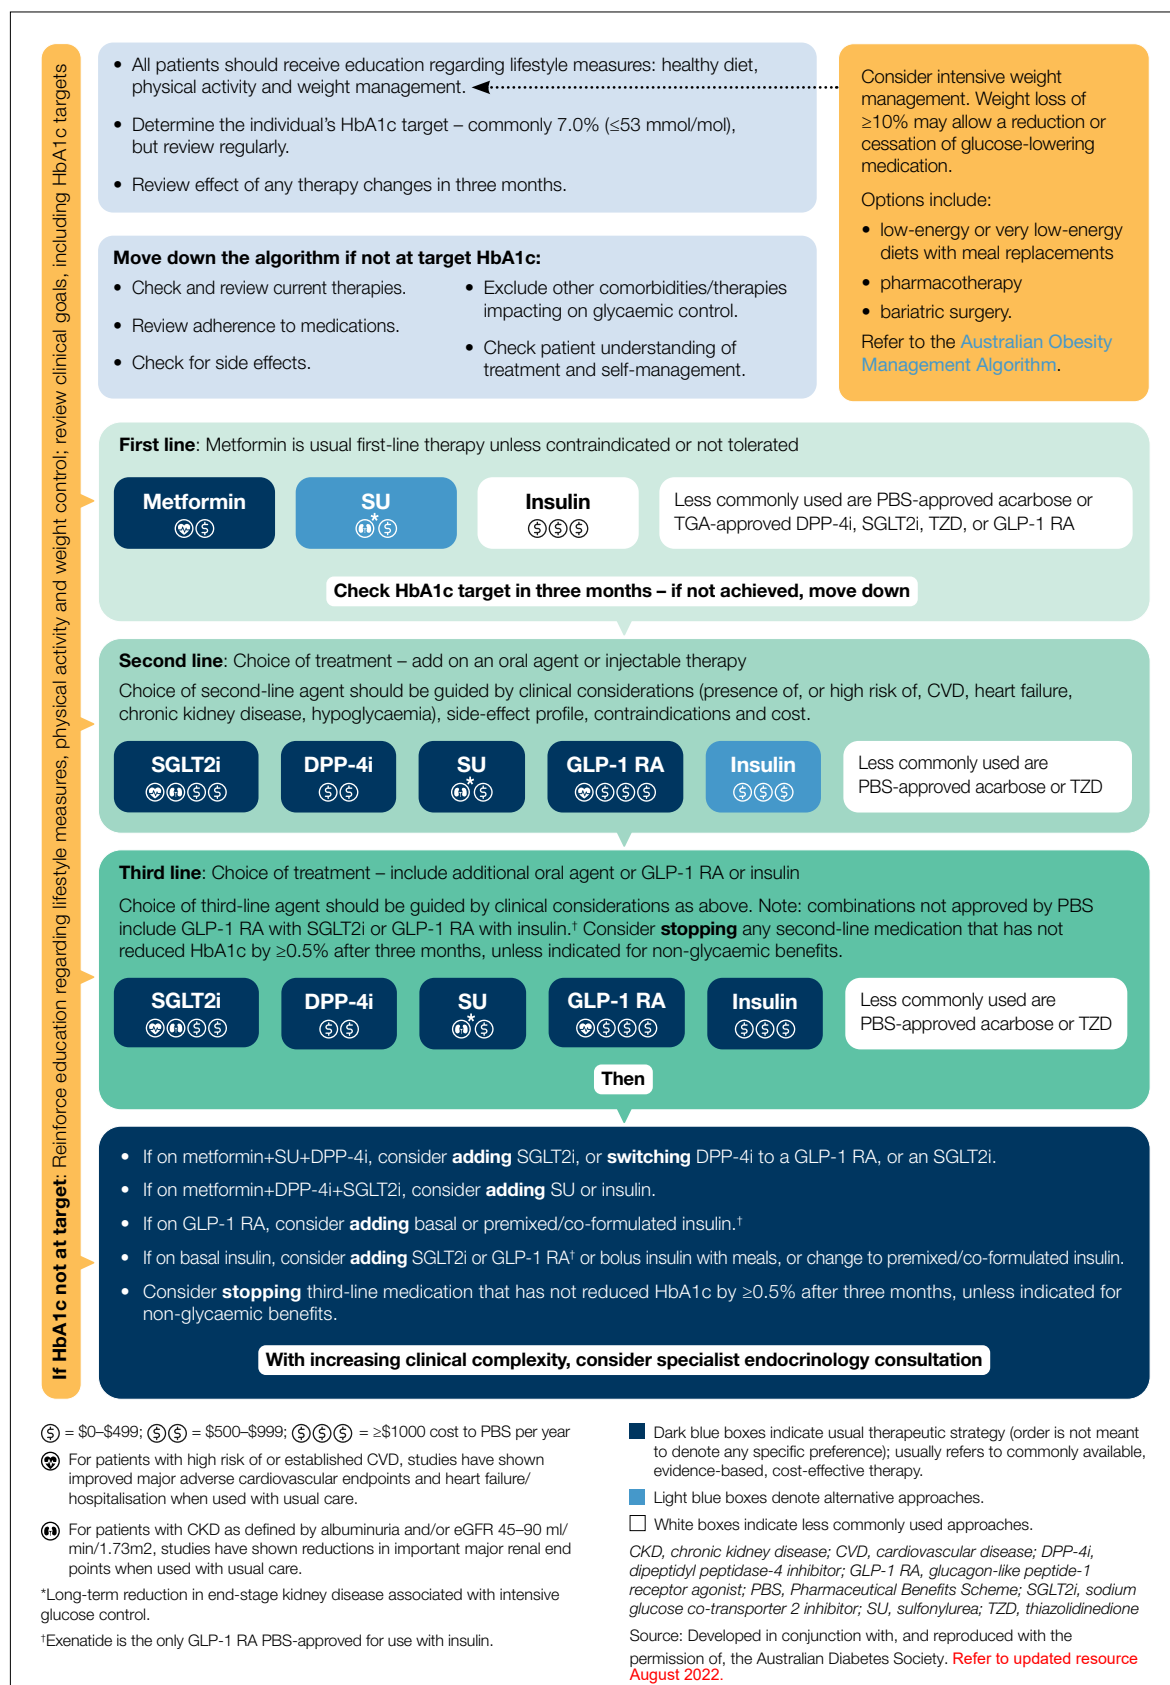 If HbA1c not at target: Reinforce education regarding lifestyle measures, physical activity and weight control; review clinical goals, including HbA1c targets
• All patients should receive education regarding lifestyle measures: healthy diet,
physical activity and weight management.
• Determine the individual's HbA1c target – commonly 7.0% (≤53 mmol/mol),
but review regularly.
• Review effect of any therapy changes in three months.
Consider intensive weight
management. Weight loss of
≥10% may allow a reduction or
cessation of glucose-lowering
medication.
Options include:
• low-energy or very low-energy
diets with meal replacements
• pharmacotherapy
• bariatric surgery.
Refer to the Australian Obesity
Management Algorithm.
Move down the algorithm if not at target HbA1c:
• Check and review current therapies.
• Review adherence to medications.
• Check for side effects.
• Exclude other comorbidities/therapies
impacting on glycaemic control.
• Check patient understanding of
treatment and self-management.
First line: Metformin is usual first-line therapy unless contraindicated or not tolerated
Metformin
$
SU
* $
Insulin
$ $ $
Less commonly used are PBS-approved acarbose or
TGA-approved DPP-4i, SGLT2i, TZD, or GLP-1 RA
Check HbA1c target in three months – if not achieved, move down
Second line: Choice of treatment – add on an oral agent or injectable therapy
Choice of second-line agent should be guided by clinical considerations (presence of, or high risk of, CVD, heart failure,
chronic kidney disease, hypoglycaemia), side-effect profile, contraindications and cost.
SGLT2i
$ $
DPP-4i
$ $
SU
* $
GLP-1 RA
$ $ $
Insulin
$ $ $
Less commonly used are
PBS-approved acarbose or TZD
Third line: Choice of treatment – include additional oral agent or GLP-1 RA or insulin
Choice of third-line agent should be guided by clinical considerations as above. Note: combinations not approved by PBS
include GLP-1 RA with SGLT2i or GLP-1 RA with insulin.† Consider stopping any second-line medication that has not
reduced HbA1c by ≥0.5% after three months, unless indicated for non-glycaemic benefits.
SGLT2i
$ $
DPP-4i
$ $
SU
* $
GLP-1 RA
$ $ $
Insulin
$ $ $
Less commonly used are
PBS-approved acarbose or TZD
Then
• If on metformin+SU+DPP-4i, consider adding SGLT2i, or switching DPP-4i to a GLP-1 RA, or an SGLT2i.
• If on metformin+DPP-4i+SGLT2i, consider adding SU or insulin.
• If on GLP-1 RA, consider adding basal or premixed/co-formulated insulin.†
• If on basal insulin, consider adding SGLT2i or GLP-1 RA† or bolus insulin with meals, or change to premixed/co-formulated insulin.
• Consider stopping third-line medication that has not reduced HbA1c by ≥0.5% after three months, unless indicated for
non-glycaemic benefits.
With increasing clinical complexity, consider specialist endocrinology consultation
$ = $0–$499; $ $ = $500–$999; $ $ $ = ≥$1000 cost to PBS per year
For patients with high risk of or established CVD, studies have shown
improved major adverse cardiovascular endpoints and heart failure/
hospitalisation when used with usual care.
For patients with CKD as defined by albuminuria and/or eGFR 45–90 ml/
min/1.73m2, studies have shown reductions in important major renal end
points when used with usual care.
*Long-term reduction in end-stage kidney disease associated with intensive
glucose control.
†Exenatide is the only GLP-1 RA PBS-approved for use with insulin.
Dark blue boxes indicate usual therapeutic strategy (order is not meant
to denote any specific preference); usually refers to commonly available,
evidence-based, cost-effective therapy.
Light blue boxes denote alternative approaches.
White boxes indicate less commonly used approaches.
CKD, chronic kidney disease; CVD, cardiovascular disease; DPP-4i,
dipeptidyl peptidase-4 inhibitor; GLP-1 RA, glucagon-like peptide-1
receptor agonist; PBS, Pharmaceutical Benefits Scheme; SGLT2i, sodium
glucose co-transporter 2 inhibitor; SU, sulfonylurea; TZD, thiazolidinedione
Source: Developed in conjunction with, and reproduced with the
permission of, the Australian Diabetes Society. Refer to updated resource
August 2022.